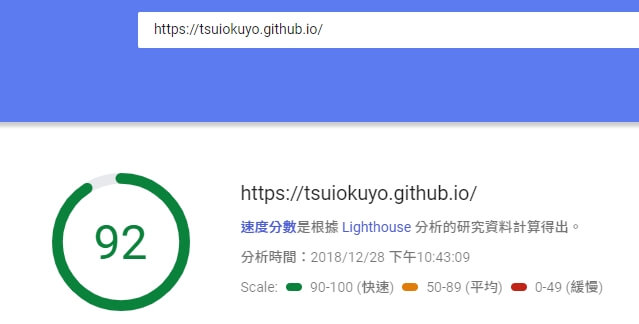 https://tsuiokuyo.github.io/
92
https://tsuiokuyo.github.io/
速度分數是根據 Lighthouse 分析的研究資料計算得出。
分析時間：2018/12/28 下午10:43:09
Scale: 90-100 (快速) 50-89 (平均) 0-49 (緩慢)